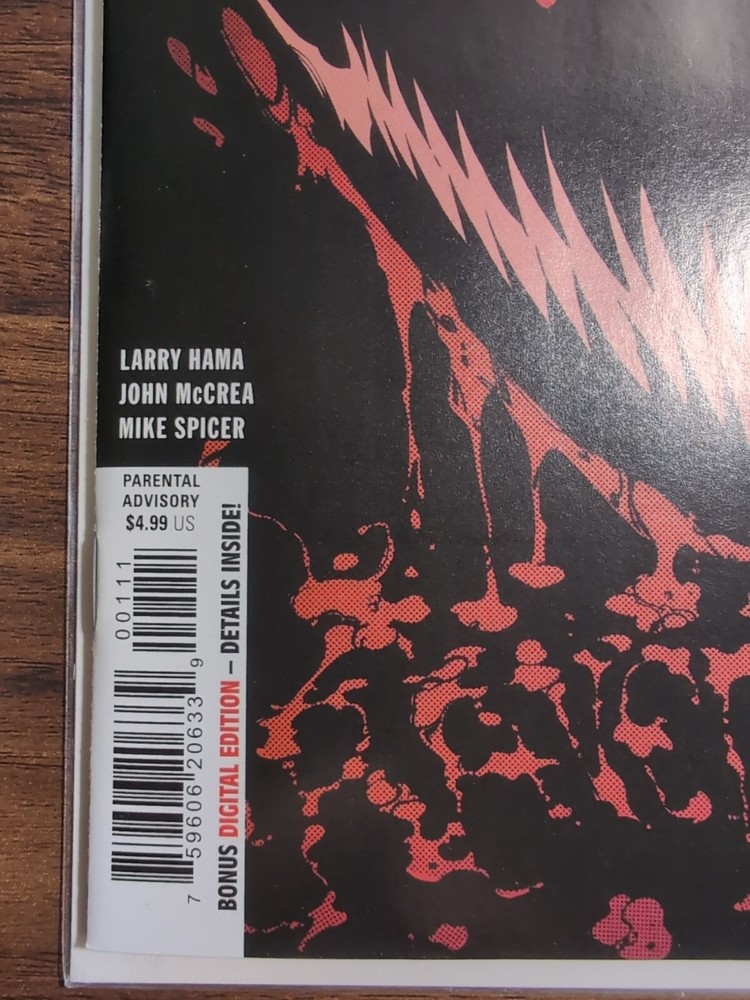 LARRY HAMA
JOHN McCREA
MIKE SPICER
PARENTAL
ADVISORY
$4.99 US
00111
7 59606 20633 9
BONUS DIGITAL EDITION – DETAILS INSIDE!